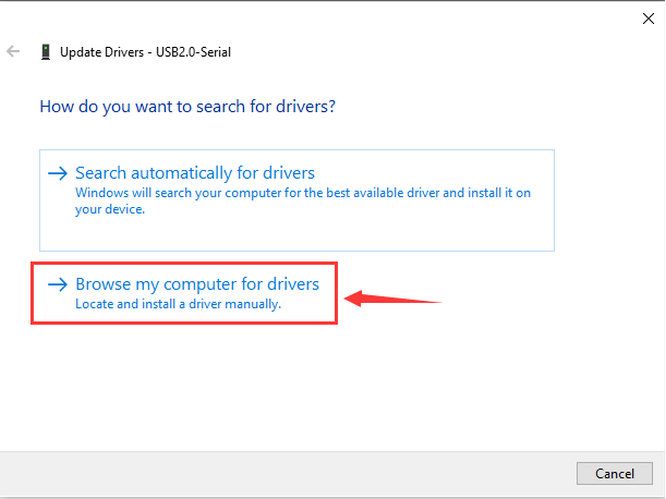 Update Drivers - USB2.0-Serial
How do you want to search for drivers?
Search automatically for drivers
Windows will search your computer for the best available driver and install it on
your device.
Browse my computer for drivers
Locate and install a driver manually.
Cancel